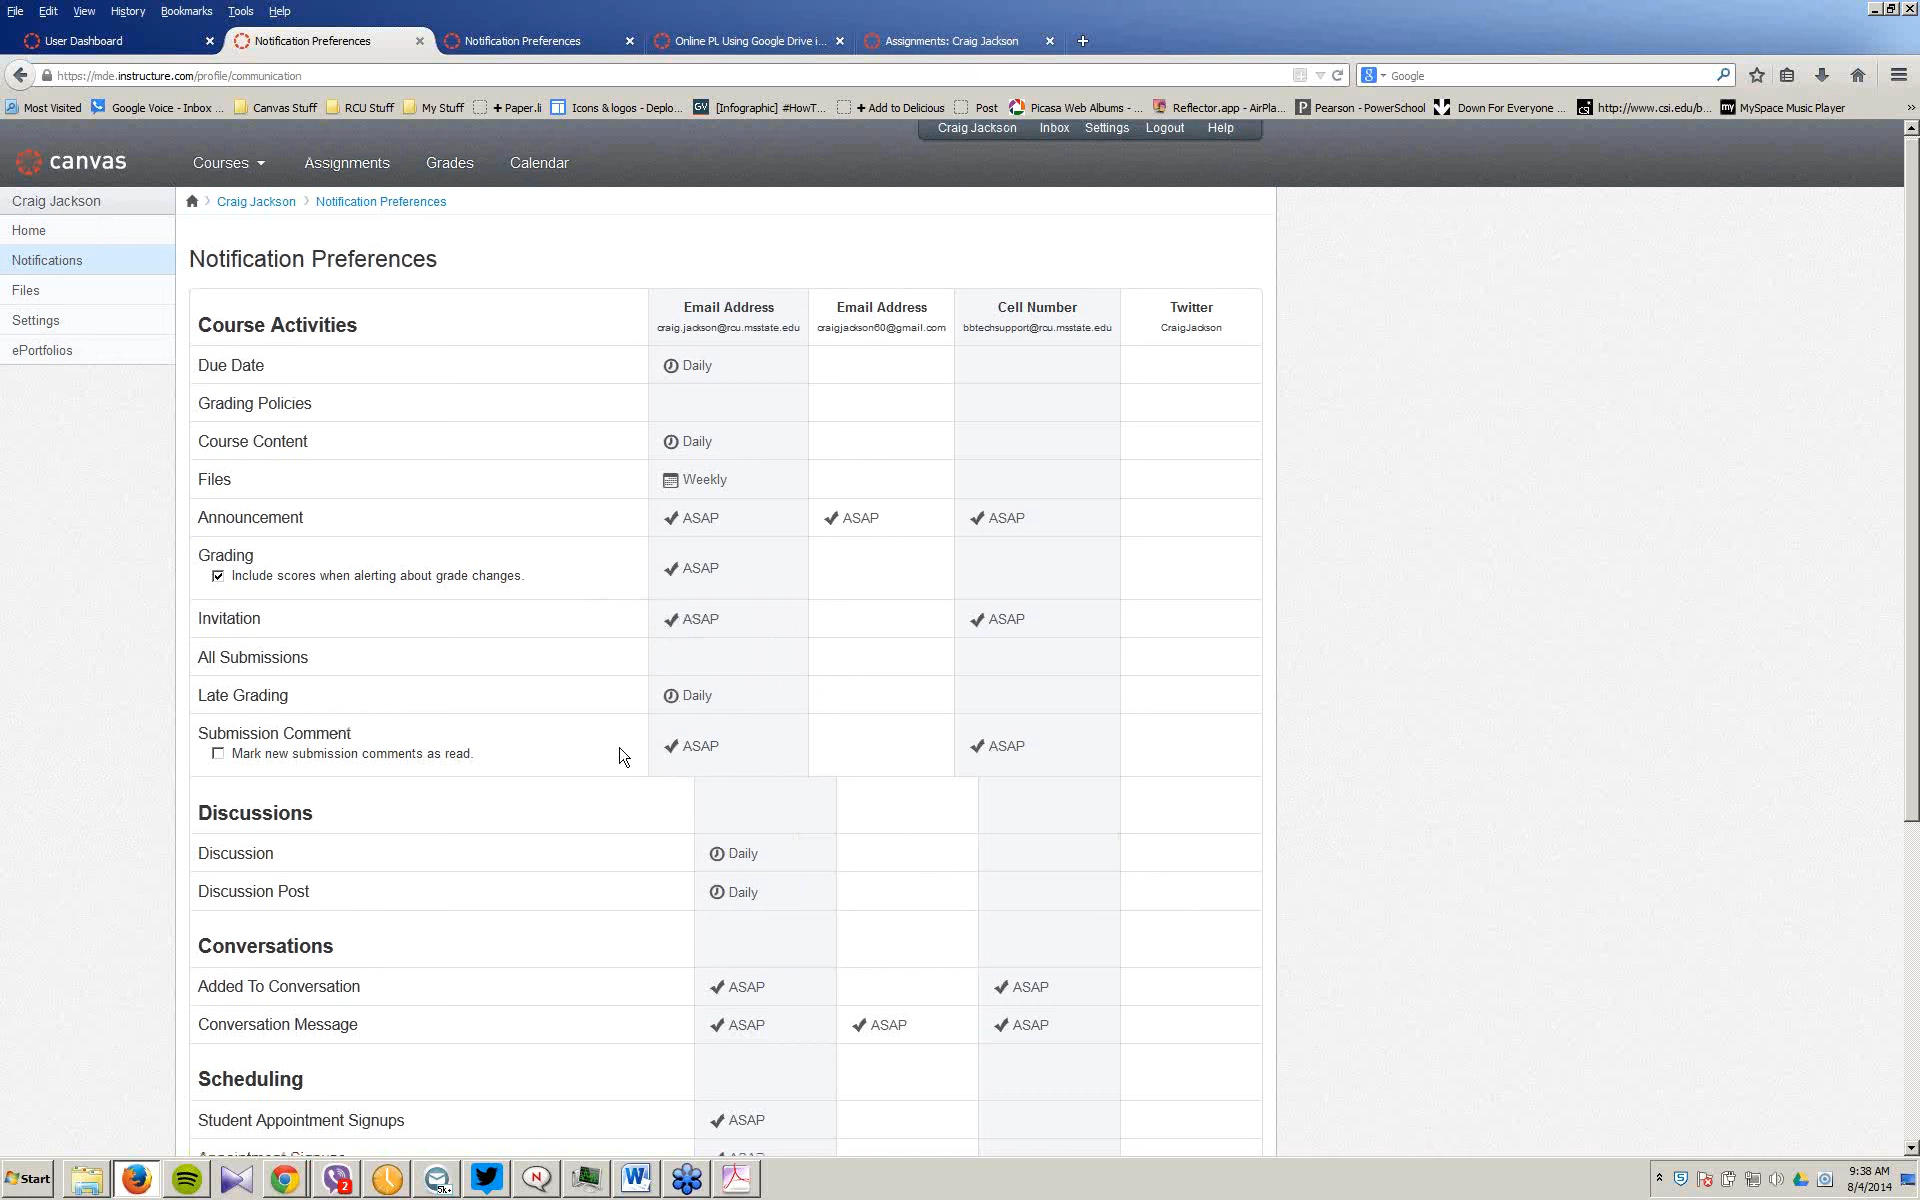 File Edit View History Bookmarks Tools Help
User Dashboard Notification Preferences Notification Preferences Online PL Using Google Drive i... Assignments: Craig Jackson
https://mde.instructure.com/profile/communication Google
Most Visited Google Voice - Inbox ... Canvas Stuff RCU Stuff My Stuff + Paper.li Icons & logos - Deplo... GV [Infographic] #HowT... + Add to Delicious Post Picasa Web Albums - ... Reflector.app - AirPla... Pearson - PowerSchool Down For Everyone ... http://www.csi.edu/b... MySpace Music Player
Craig Jackson Inbox Settings Logout Help
canvas Courses Assignments Grades Calendar
Craig Jackson
Home
Notifications
Files
Settings
ePortfolios
Craig Jackson Notification Preferences
Notification Preferences
Course Activities
Email Address
craig.jackson@rcu.msstate.edu
Email Address
craigjackson60@gmail.com
Cell Number
bbtechsupport@rcu.msstate.edu
Twitter
CraigJackson
Due Date Daily
Grading Policies
Course Content Daily
Files Weekly
Announcement ASAP ASAP ASAP
Grading
Include scores when alerting about grade changes.
ASAP
Invitation ASAP ASAP
All Submissions
Late Grading Daily
Submission Comment
Mark new submission comments as read.
ASAP ASAP
Discussions
Discussion Daily
Discussion Post Daily
Conversations
Added To Conversation ASAP ASAP
Conversation Message ASAP ASAP ASAP
Scheduling
Student Appointment Signups ASAP
Start
9:38 AM
8/4/2014